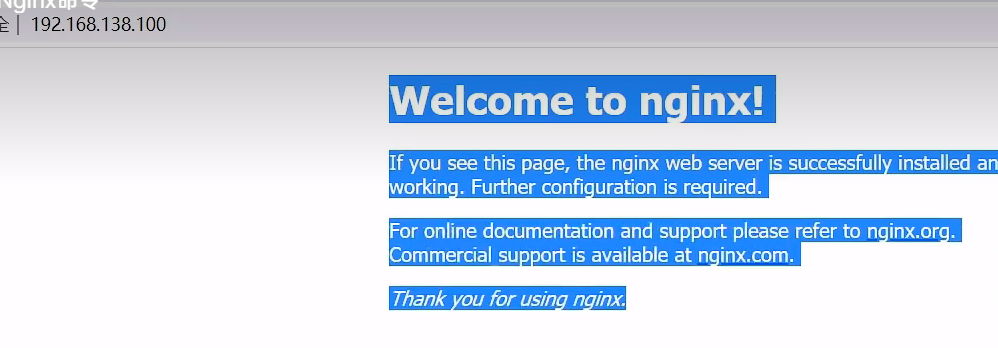 Nginx命令
全 | 192.168.138.100
Welcome to nginx!
If you see this page, the nginx web server is successfully installed an
working. Further configuration is required.
For online documentation and support please refer to nginx.org.
Commercial support is available at nginx.com.
Thank you for using nginx.